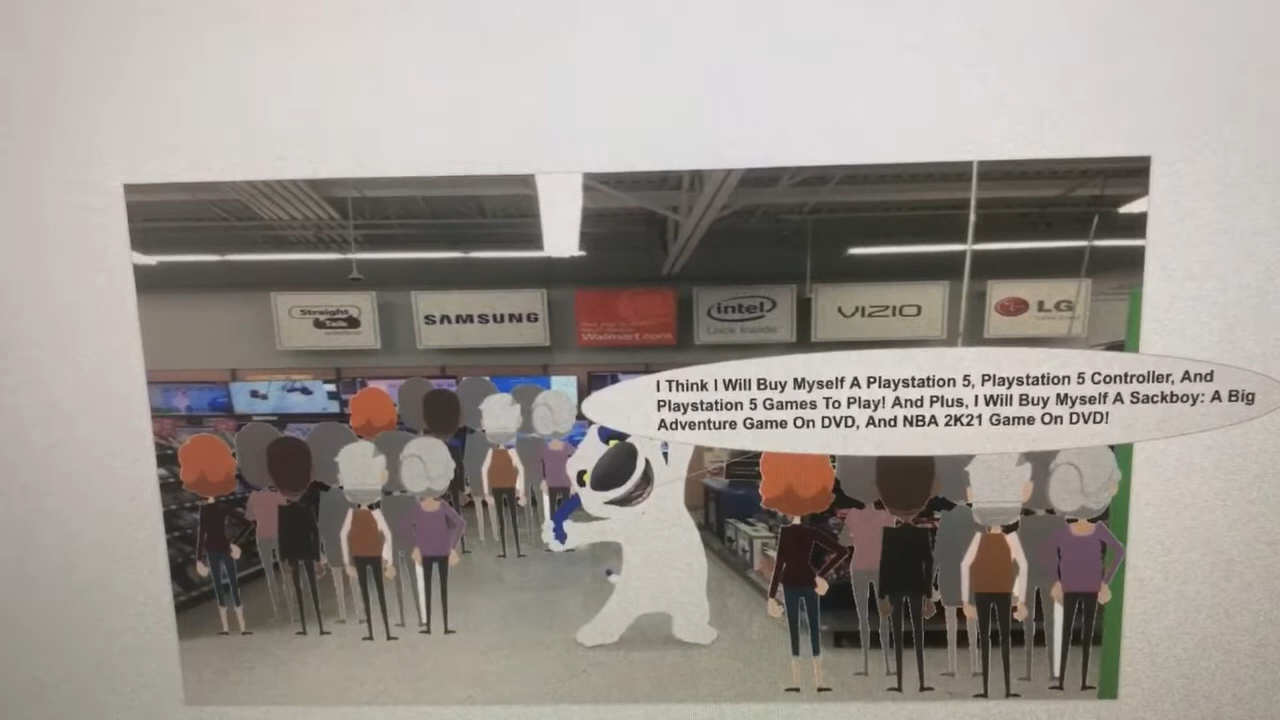 Straight
Talk
SAMSUNG
Walmart.com
intel
VIZIO
LG
I Think I Will Buy Myself A Playstation 5, Playstation 5 Controller, And
Playstation 5 Games To Play! And Plus, I Will Buy Myself A Sackboy: A Big
Adventure Game On DVD, And NBA 2K21 Game On DVD!